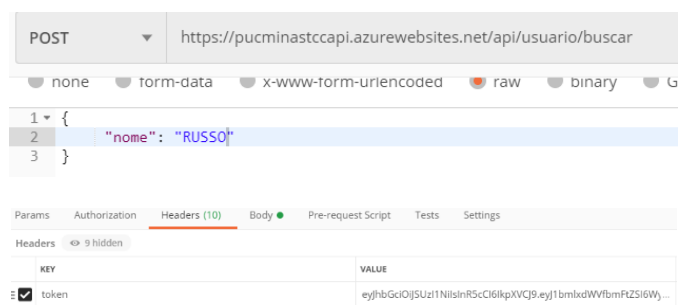 POST https://pucminastccapi.azurewebsites.net/api/usuario/buscar
none form-data x-www-form-urlencoded raw binary G
1 {
2 "nome": "RUSSO"
3 }
Params Authorization Headers (10) Body Pre-request Script Tests Settings
Headers 9 hidden
KEY VALUE
token eyJhbGciOiJSUzI1NiIsInR5cCI6IkpXVCJ9.eyJ1bmlxdWVfbmFtZSI6Wy...